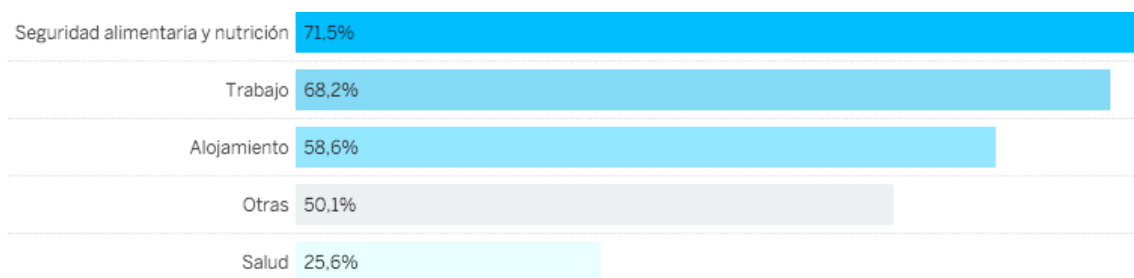 Seguridad alimentaria y nutrición 71,5%
Trabajo 68,2%
Alojamiento 58,6%
Otras 50,1%
Salud 25,6%